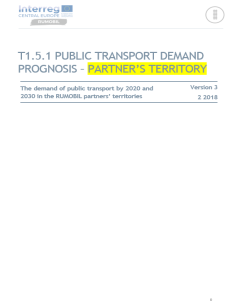 interreg
CENTRAL EUROPE
RUMOBIL
T1.5.1 PUBLIC TRANSPORT DEMAND
PROGNOSIS – PARTNER'S TERRITORY
The demand of public transport by 2020 and
2030 in the RUMOBIL partners' territories
Version 3
2 2018